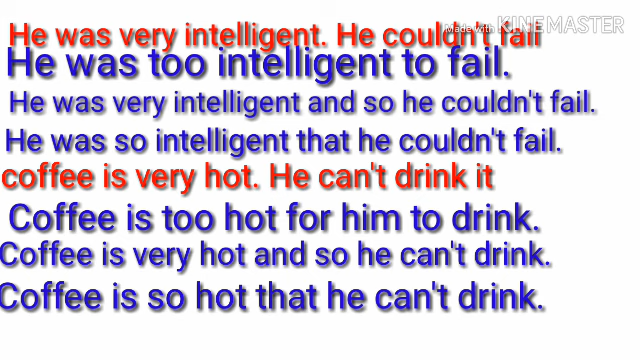 He was very intelligent. He couldn't fail
Made with KINEMASTER
He was too intelligent to fail.
He was very intelligent and so he couldn't fail.
He was so intelligent that he couldn't fail.
coffee is very hot. He can't drink it
Coffee is too hot for him to drink.
Coffee is very hot and so he can't drink.
Coffee is so hot that he can't drink.